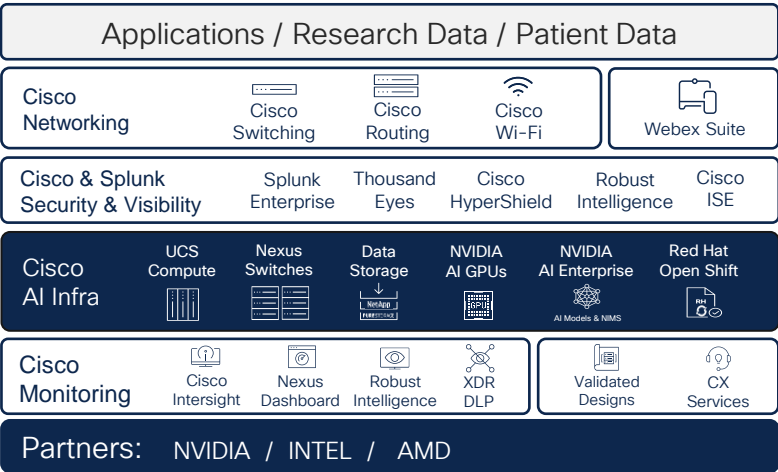 Applications / Research Data / Patient Data
Cisco
Networking
Cisco
Switching
Cisco
Routing
Cisco
Wi-Fi
Webex Suite
Cisco & Splunk
Security & Visibility
Splunk
Enterprise
Thousand
Eyes
Cisco
HyperShield
Robust
Intelligence
Cisco
ISE
Cisco
AI Infra
UCS
Compute
Nexus
Switches
Data
Storage
NetApp
PURESTORAGE
NVIDIA
AI GPUs
GPU
NVIDIA
AI Enterprise
AI Models & NIMS
Red Hat
Open Shift
RH
Cisco
Monitoring
Cisco
Intersight
Nexus
Dashboard
Robust
Intelligence
XDR
DLP
Validated
Designs
CX
Services
Partners: NVIDIA / INTEL / AMD